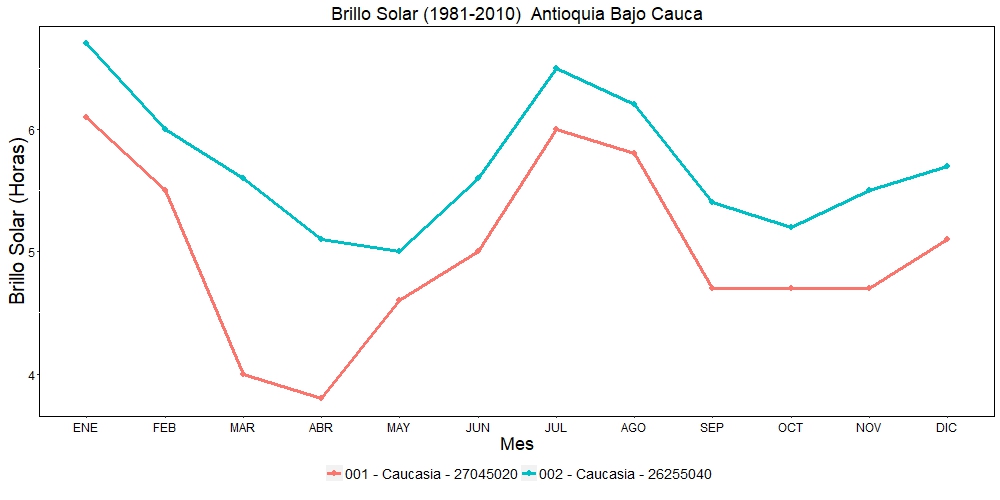 Brillo Solar (1981-2010)  Antioquia Bajo Cauca
Brillo Solar (Horas)
6
5
4
ENE FEB MAR ABR MAY JUN JUL AGO SEP OCT NOV DIC
Mes
001 - Caucasia - 27045020 002 - Caucasia - 26255040